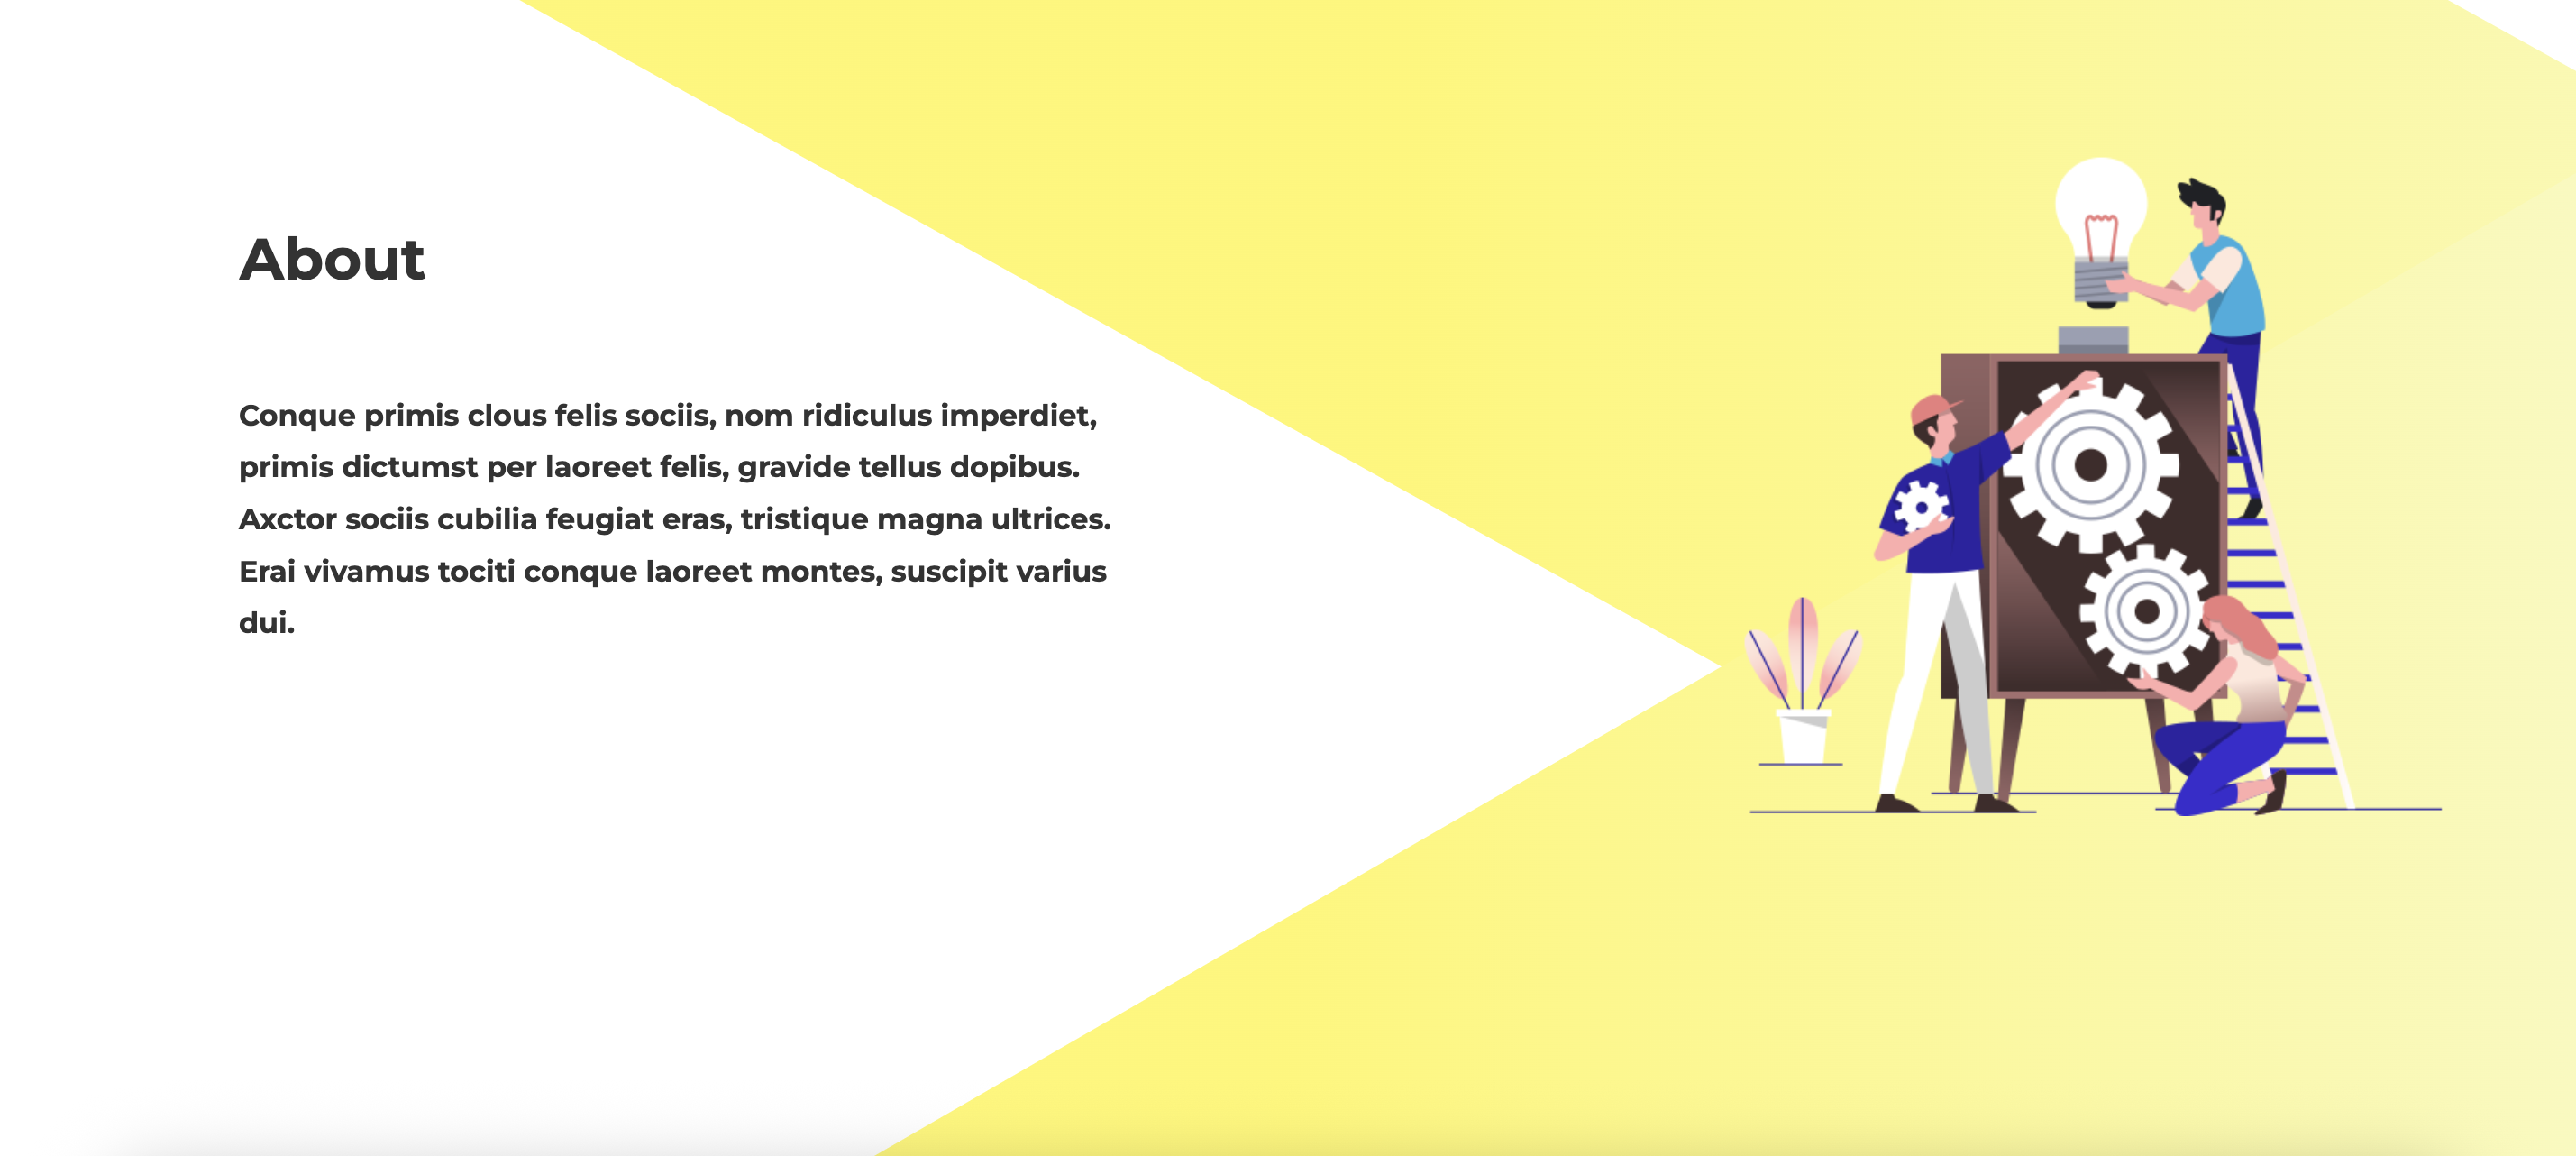 About
Conque primis clous felis sociis, nom ridiculus imperdiet,
primis dictumst per laoreet felis, gravide tellus dopibus.
Axctor sociis cubilia feugiat eras, tristique magna ultrices.
Erai vivamus tociti conque laoreet montes, suscipit varius
dui.